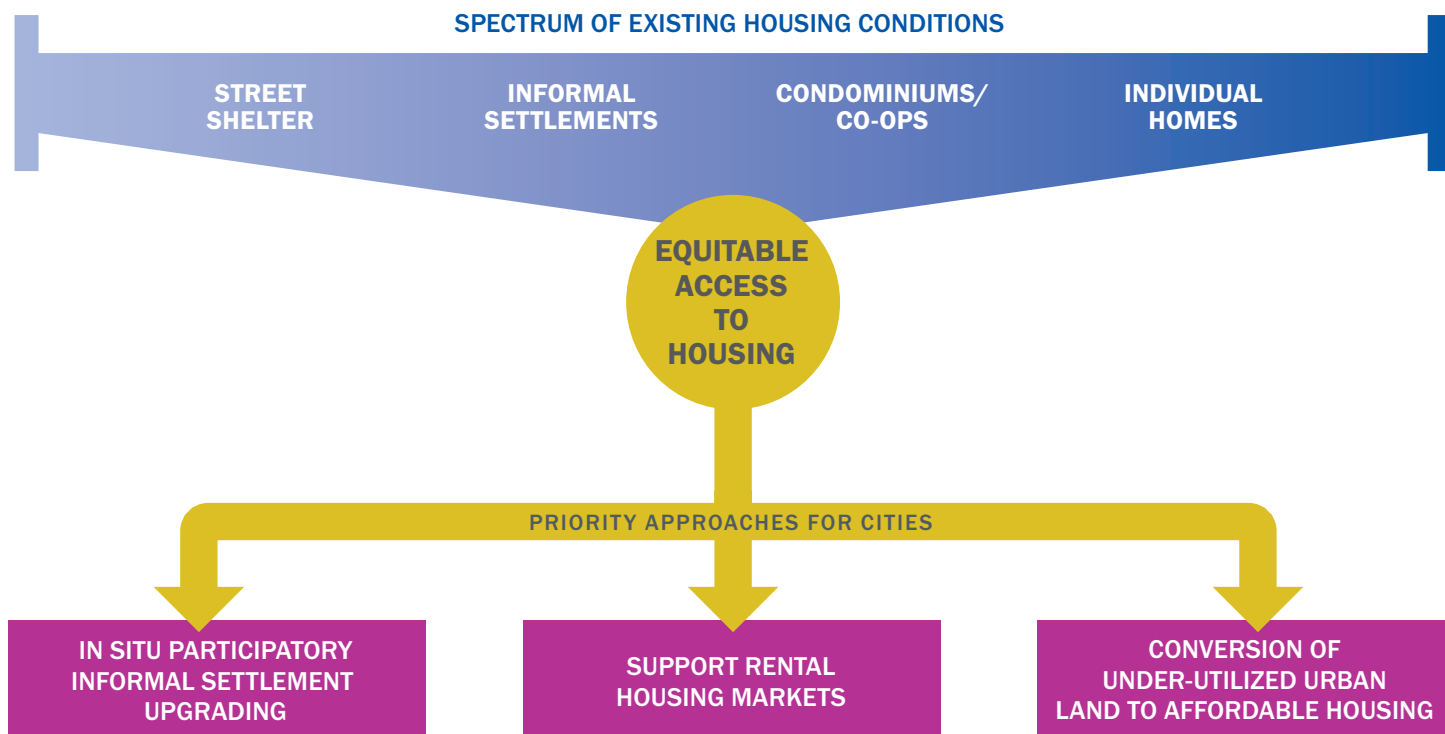 SPECTRUM OF EXISTING HOUSING CONDITIONS
STREET
SHELTER
INFORMAL
SETTLEMENTS
CONDOMINIUMS/
CO-OPS
INDIVIDUAL
HOMES
EQUITABLE
ACCESS
TO
HOUSING
PRIORITY APPROACHES FOR CITIES
IN SITU PARTICIPATORY
INFORMAL SETTLEMENT
UPGRADING
SUPPORT RENTAL
HOUSING MARKETS
CONVERSION OF
UNDER-UTILIZED URBAN
LAND TO AFFORDABLE HOUSING